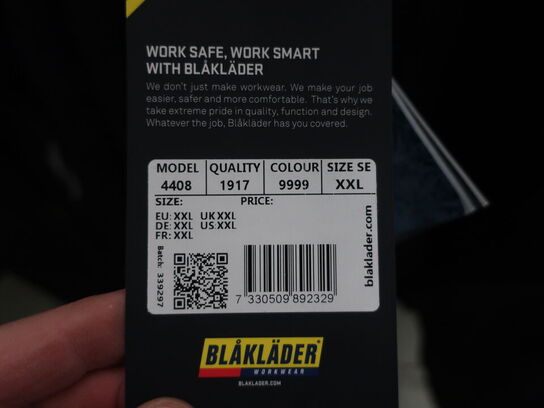 WORK SAFE, WORK SMART
WITH BLÅKLÄDER
We don't just make workwear. We make your job
easier, safer and more comfortable. That's why we
take extreme pride in quality, function and design.
Whatever the job, Blåkläder has you covered.
MODEL QUALITY COLOUR SIZE SE
4408 1917 9999 XXL
SIZE: PRICE:
EU: XXL UK XXL
DE: XXL US XXL
FR: XXL
Batch: 339297
7 330509 892329
blaklader.com
BLÅKLÄDER
WORKWEAR
BLAKLADER.COM